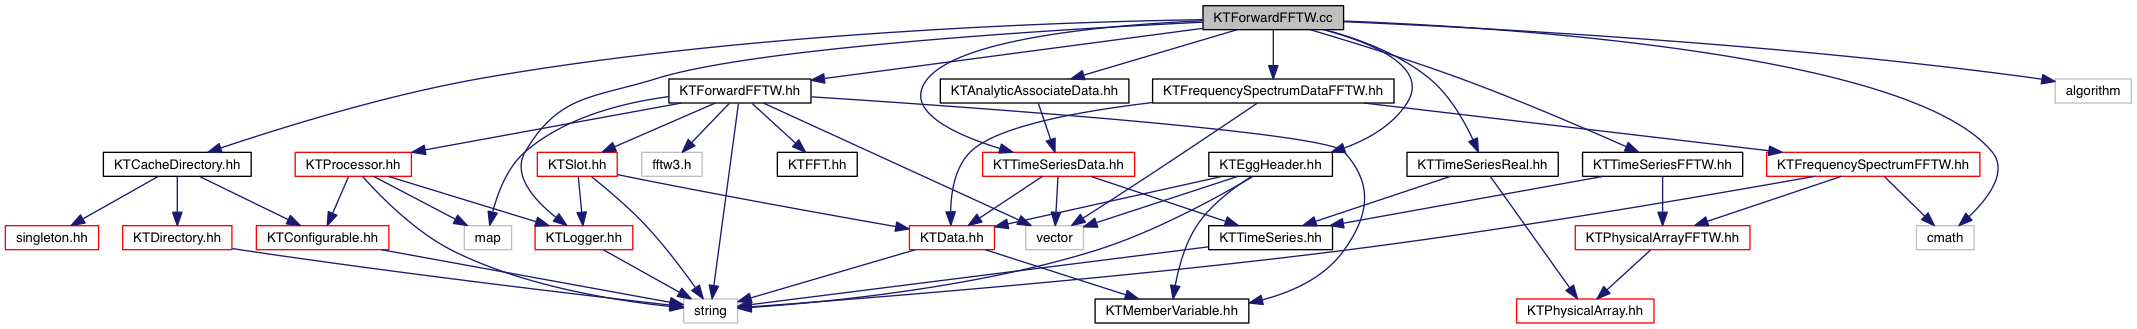 KTForwardFFTW.cc
KTForwardFFTW.hh
KTAnalyticAssociateData.hh
KTFrequencySpectrumDataFFTW.hh
algorithm
KTCacheDirectory.hh
KTProcessor.hh
KTSlot.hh
fftw3.h
KTFFT.hh
KTTimeSeriesData.hh
KTEggHeader.hh
KTTimeSeriesReal.hh
KTTimeSeriesFFTW.hh
KTFrequencySpectrumFFTW.hh
singleton.hh
KTDirectory.hh
KTConfigurable.hh
map
KTLogger.hh
KTData.hh
vector
KTTimeSeries.hh
KTPhysicalArrayFFTW.hh
cmath
string
KTMemberVariable.hh
KTPhysicalArray.hh